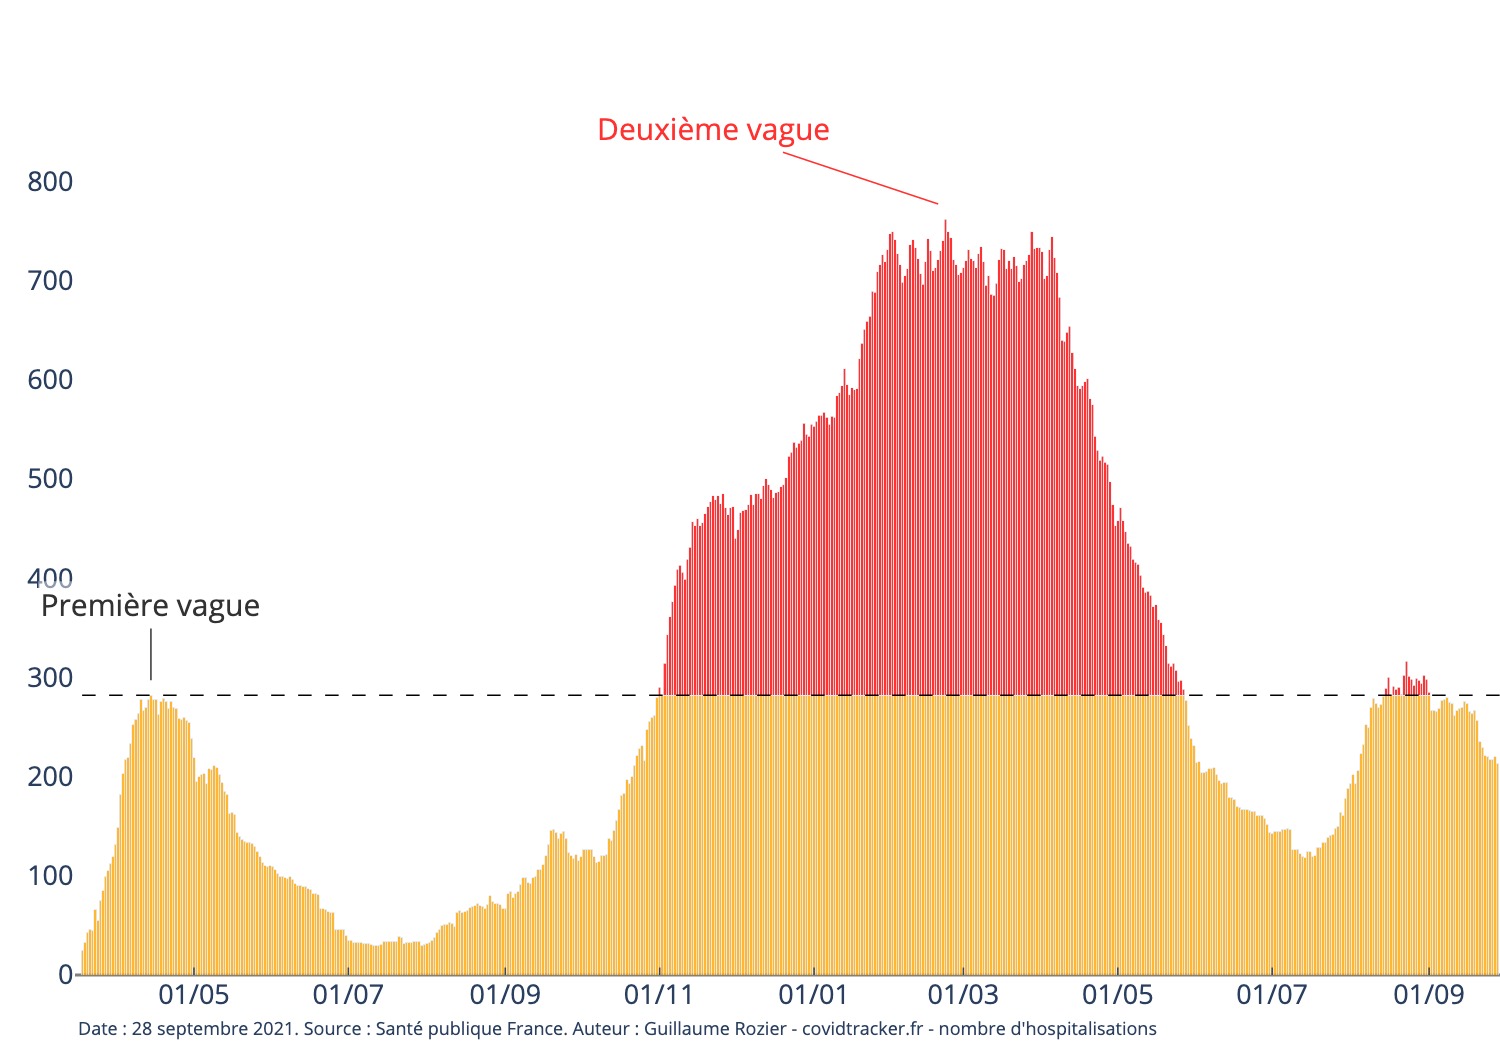 Deuxième vague
800
700
600
500
400
Première vague
300
200
100
0
01/05 01/07 01/09 01/11 01/01 01/03 01/05 01/07 01/09
Date : 28 septembre 2021. Source : Santé publique France. Auteur : Guillaume Rozier - covidtracker.fr - nombre d'hospitalisations